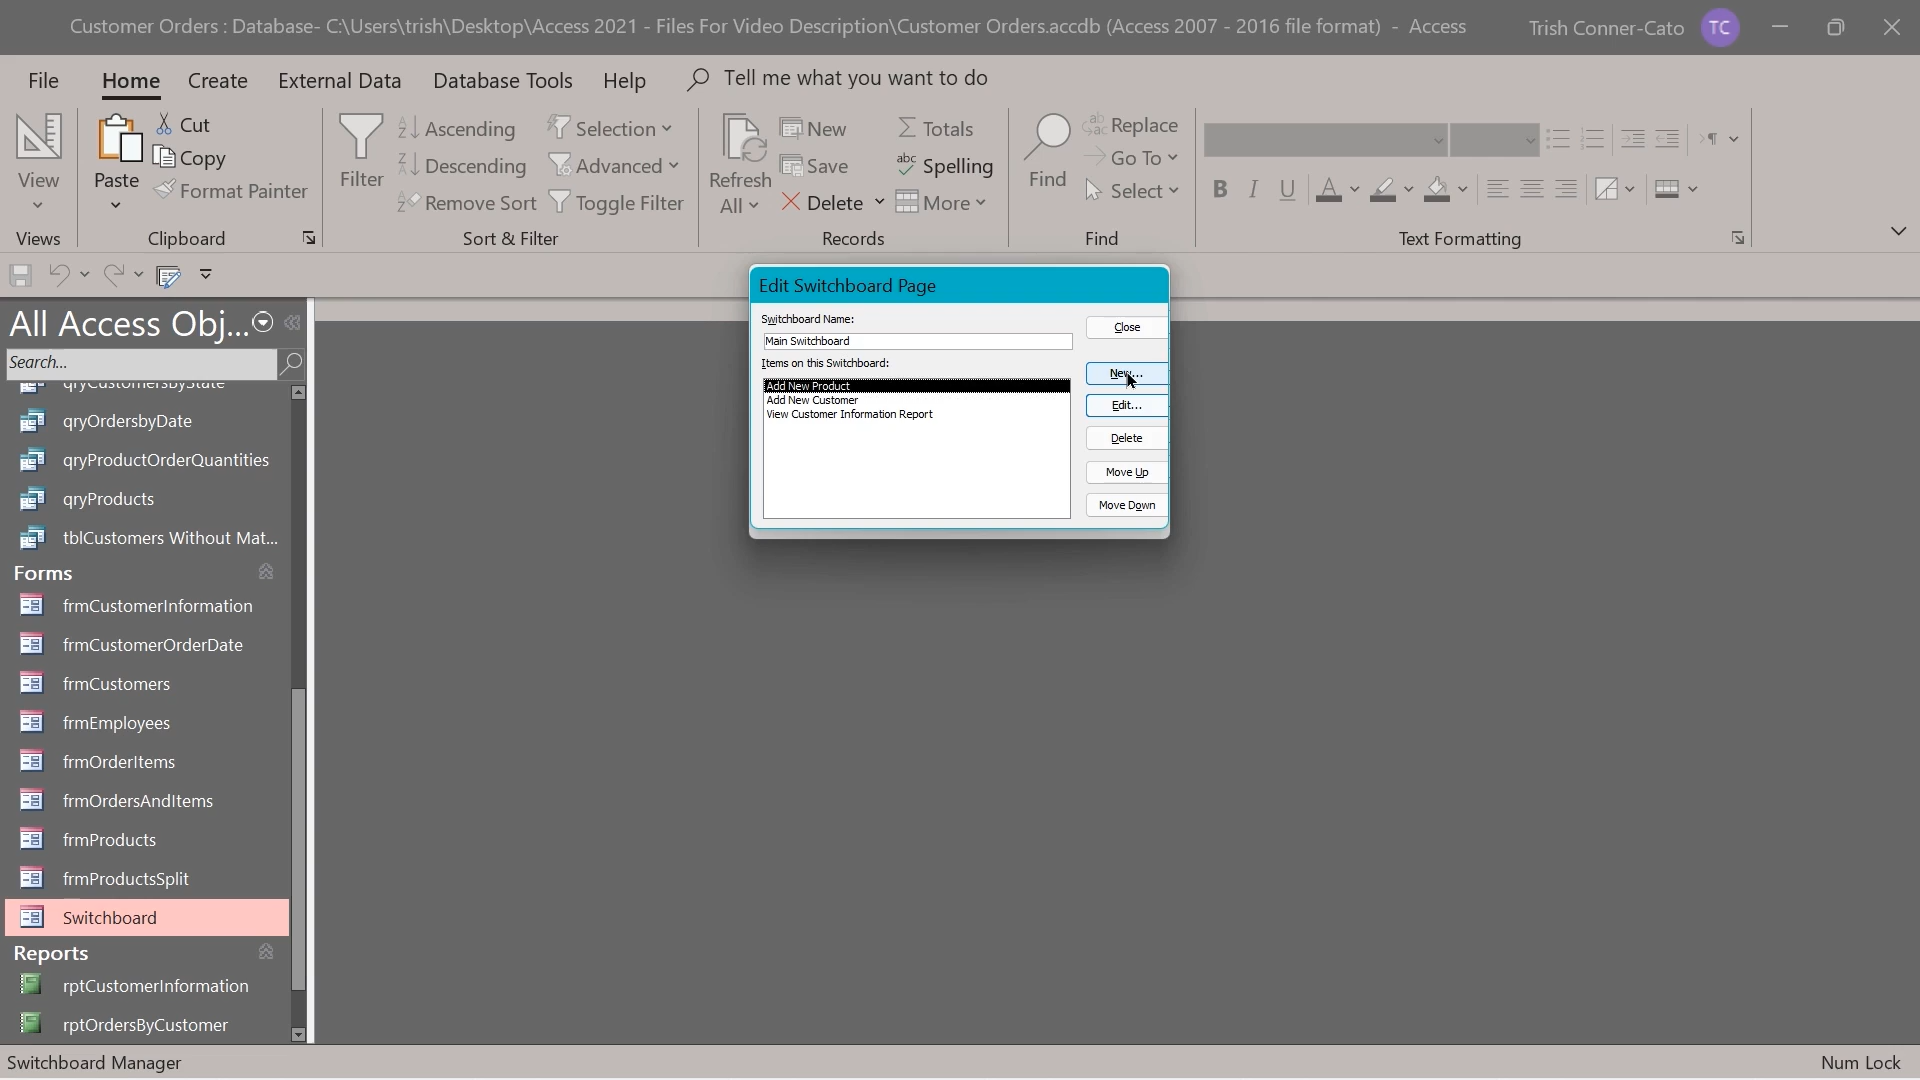 Customer Orders : Database- C:\Users\trish\Desktop\Access 2021 - Files For Video Description\Customer Orders.accdb (Access 2007 - 2016 file format) - Access
Trish Conner-Cato
TC
File
Home
Create
External Data
Database Tools
Help
Tell me what you want to do
View
Views
Paste
Cut
Copy
Format Painter
Clipboard
Filter
Ascending
Descending
Remove Sort
Selection
Advanced
Toggle Filter
Sort & Filter
Refresh
All
New
Save
Delete
Totals
Spelling
More
Records
Find
Replace
Go To
Select
Find
B I U
Text Formatting
All Access Obj...
Search...
qryCustomersbyState
qryOrdersbyDate
qryProductOrderQuantities
qryProducts
tblCustomers Without Mat...
Forms
frmCustomerInformation
frmCustomerOrderDate
frmCustomers
frmEmployees
frmOrderItems
frmOrdersAndItems
frmProducts
frmProductsSplit
Switchboard
Reports
rptCustomerInformation
rptOrdersByCustomer
Edit Switchboard Page
Switchboard Name:
Main Switchboard
Items on this Switchboard:
Add New Product
Add New Customer
View Customer Information Report
Close
New...
Edit...
Delete
Move Up
Move Down
Switchboard Manager
Num Lock